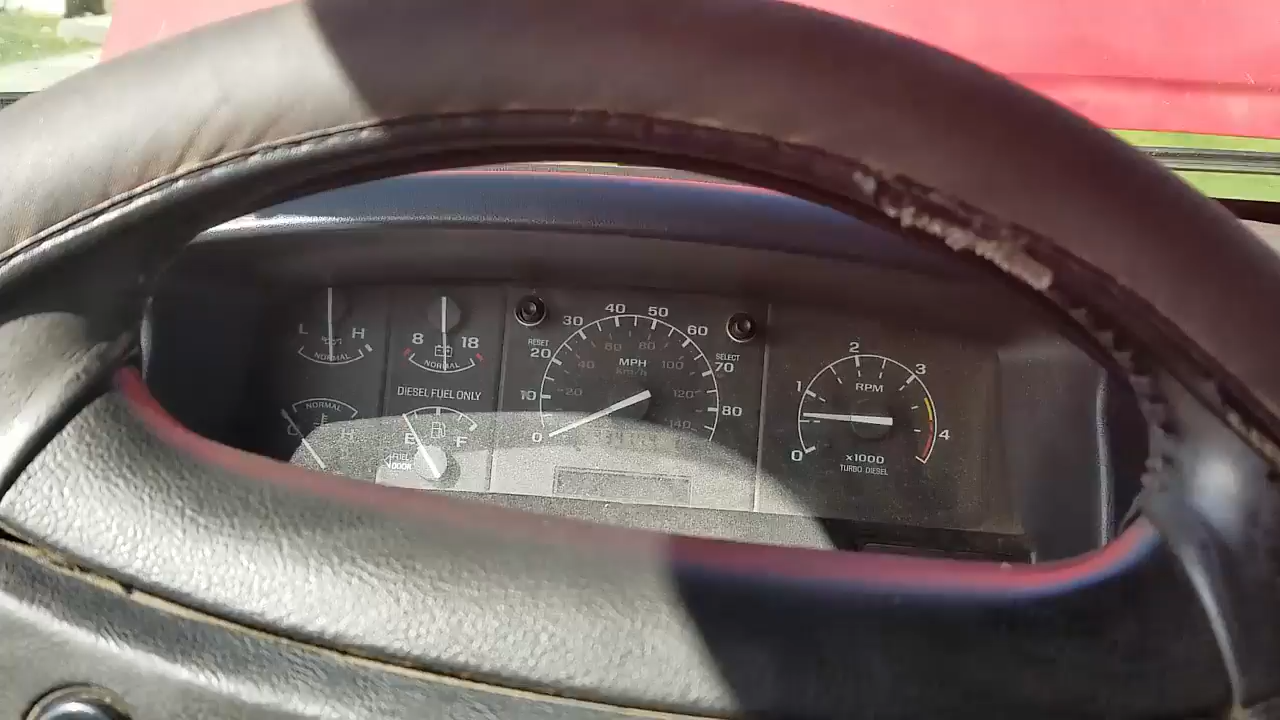 L H
NORMAL
8 18
NORMAL
DIESEL FUEL ONLY
NORMAL
C H
E F
FUEL
DOOR
RESET
SELECT
0 10 20 30 40 50 60 70 80
MPH
km/h
20 40 60 80 100 120 140
0 1 2 3 4
RPM
x1000
TURBO DIESEL